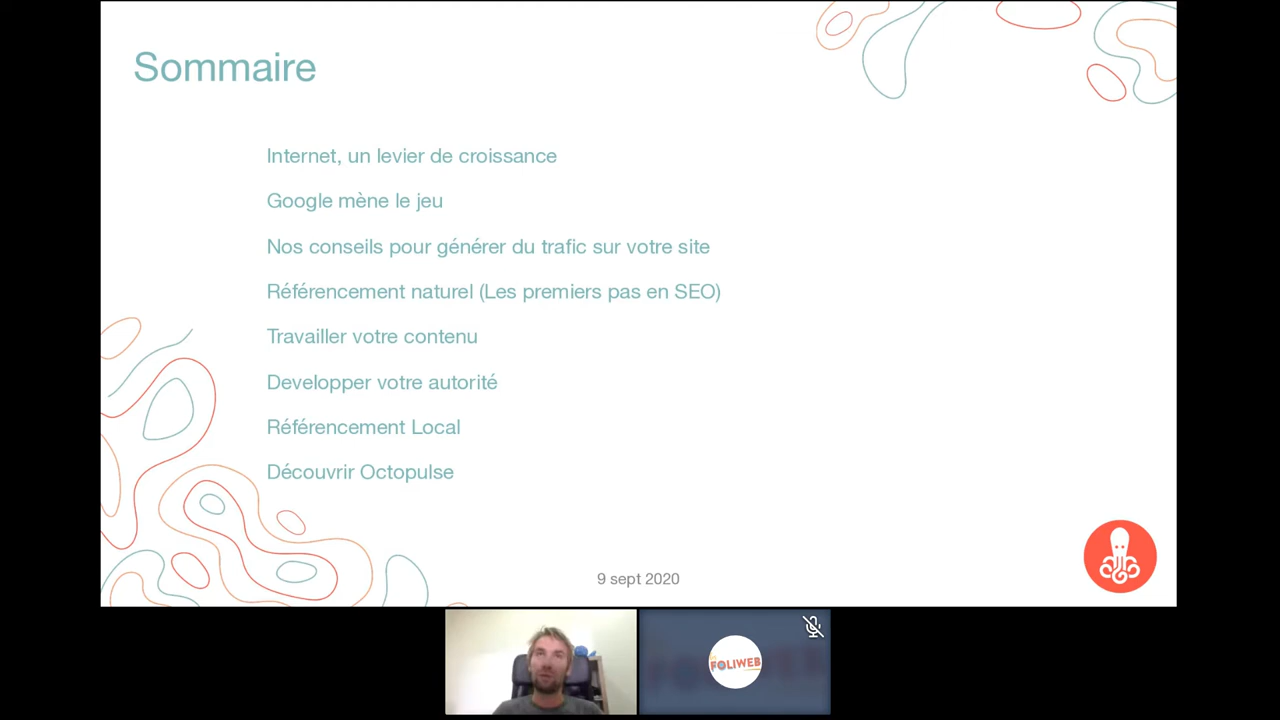 Sommaire
Internet, un levier de croissance
Google mène le jeu
Nos conseils pour générer du trafic sur votre site
Référencement naturel (Les premiers pas en SEO)
Travailler votre contenu
Developper votre autorité
Référencement Local
Découvrir Octopulse
9 sept 2020
FOLIWEB